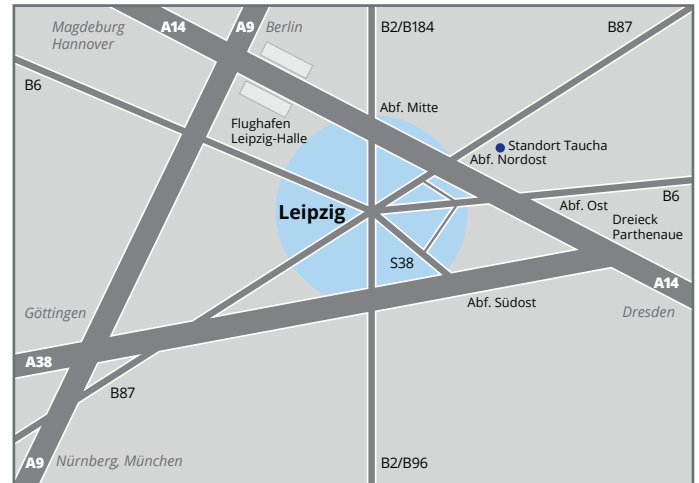 Magdeburg
Hannover
A14
A9
Berlin
B2/B184
B87
B6
Abf. Mitte
Flughafen
Leipzig-Halle
Standort Taucha
Abf. Nordost
B6
Abf. Ost
Leipzig
Dreieck
Parthenaue
S38
A14
Abf. Südost
Göttingen
Dresden
A38
B87
A9
Nürnberg, München
B2/B96